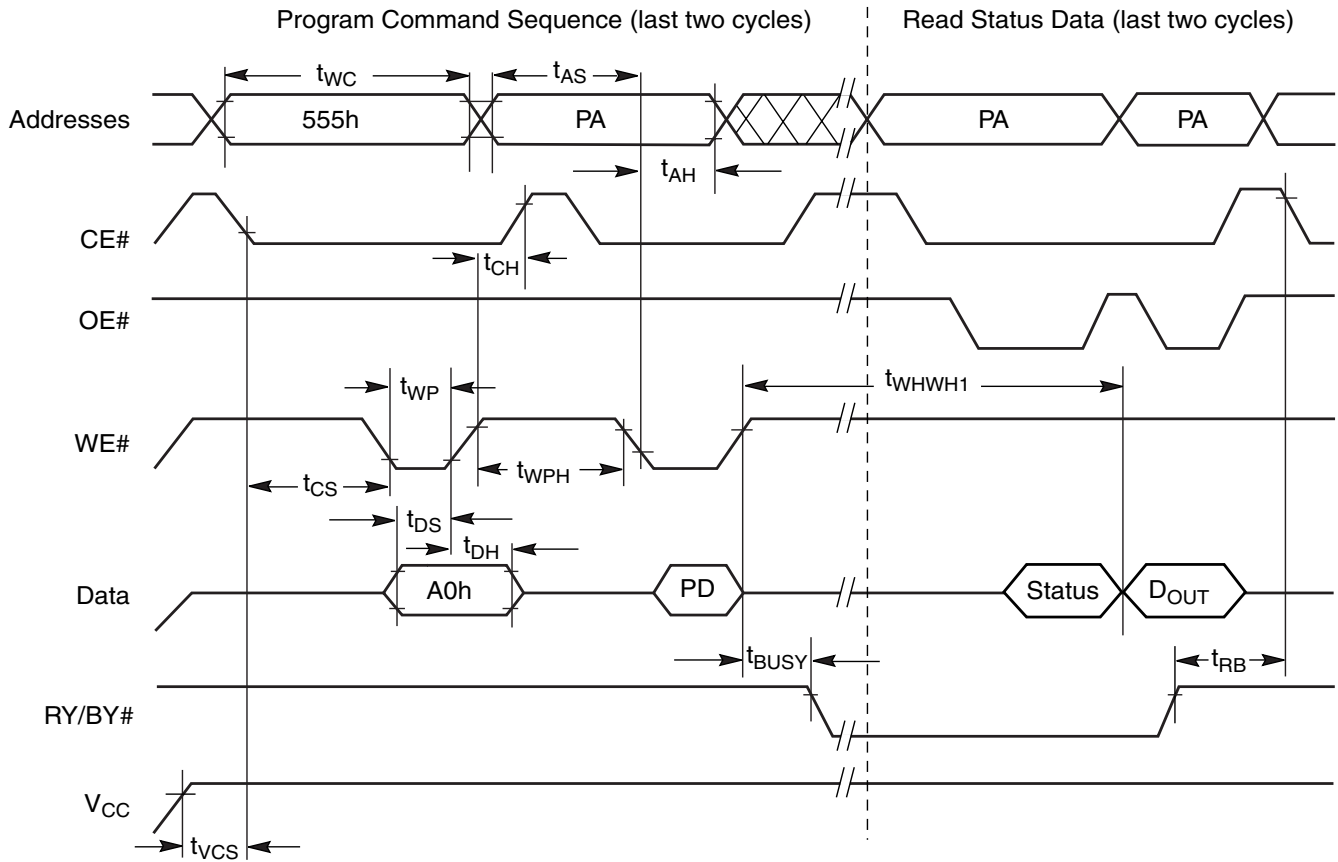 Program Command Sequence (last two cycles)
Read Status Data (last two cycles)
tWC
tAS
Addresses
555h
PA
PA
PA
tAH
CE#
tCH
OE#
tWP
tWHWH1
WE#
tCS
tWPH
tDS
tDH
Data
A0h
PD
Status
DOUT
tBUSY
tRB
RY/BY#
VCC
tVCS